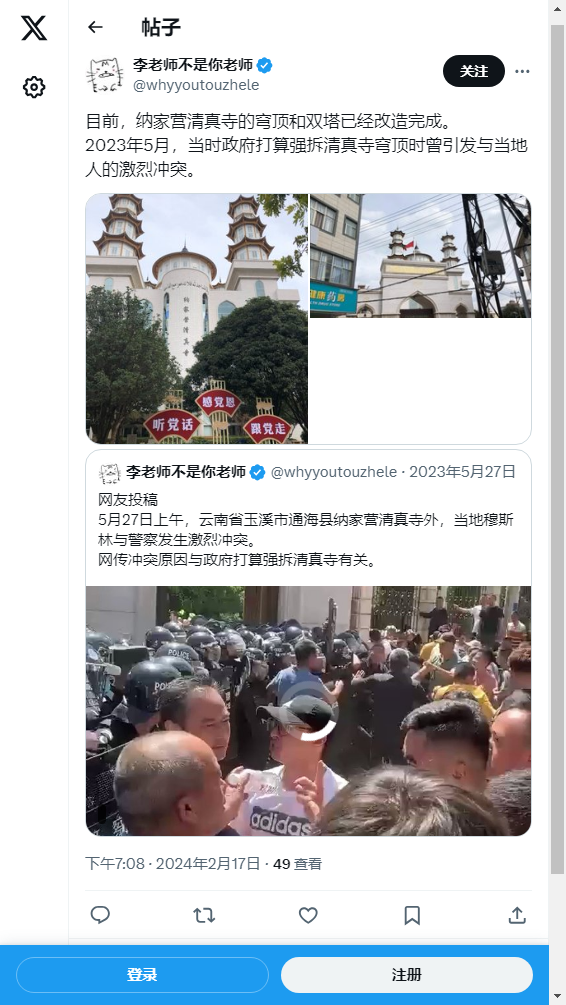 帖子
李老师不是你老师
@whyyoutouzhele
关注
目前，纳家营清真寺的穹顶和双塔已经改造完成。
2023年5月，当时政府打算强拆清真寺穹顶时曾引发与当地
人的激烈冲突。
纳家营清真寺
听党话
感党恩
跟党走
健康药房
李老师不是你老师 @whyyoutouzhele · 2023年5月27日
网友投稿
5月27日上午，云南省玉溪市通海县纳家营清真寺外，当地穆斯
林与警察发生激烈冲突。
网传冲突原因与政府打算强拆清真寺有关。
POLICE
adidas
下午7:08 · 2024年2月17日 · 49 查看
登录
注册